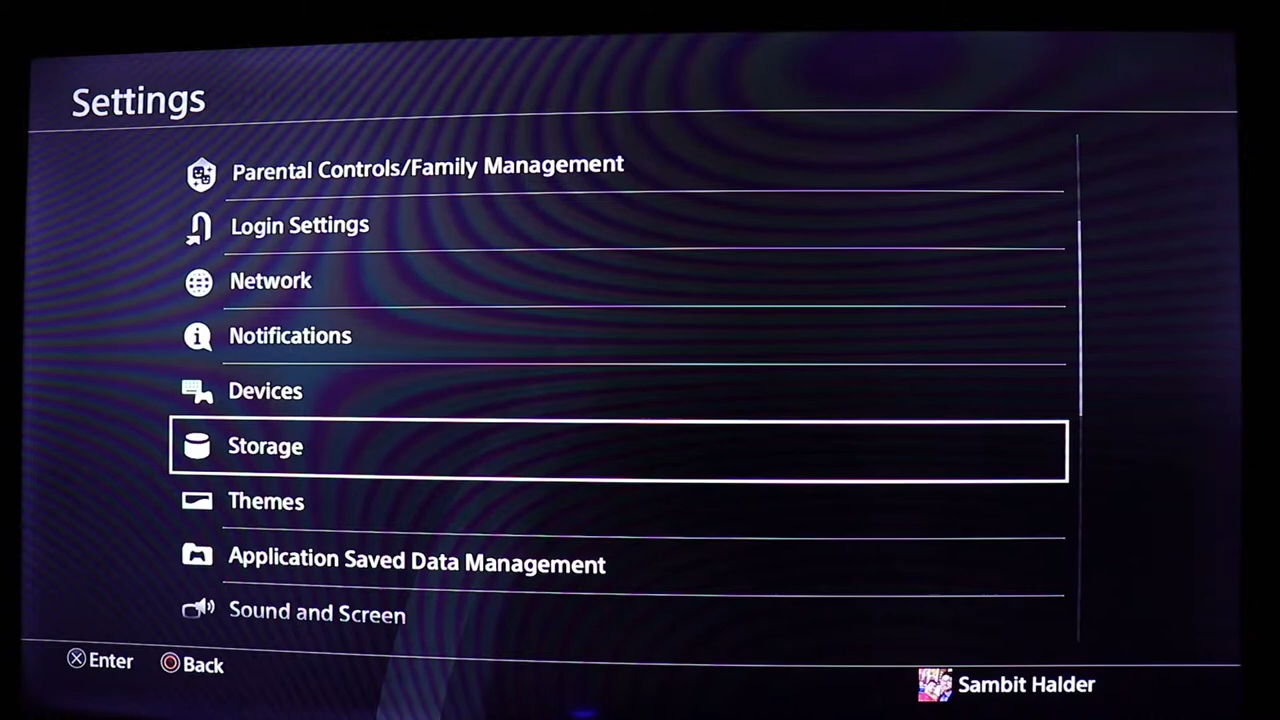 Settings
Parental Controls/Family Management
Login Settings
Network
Notifications
Devices
Storage
Themes
Application Saved Data Management
Sound and Screen
Enter Back
Sambit Halder